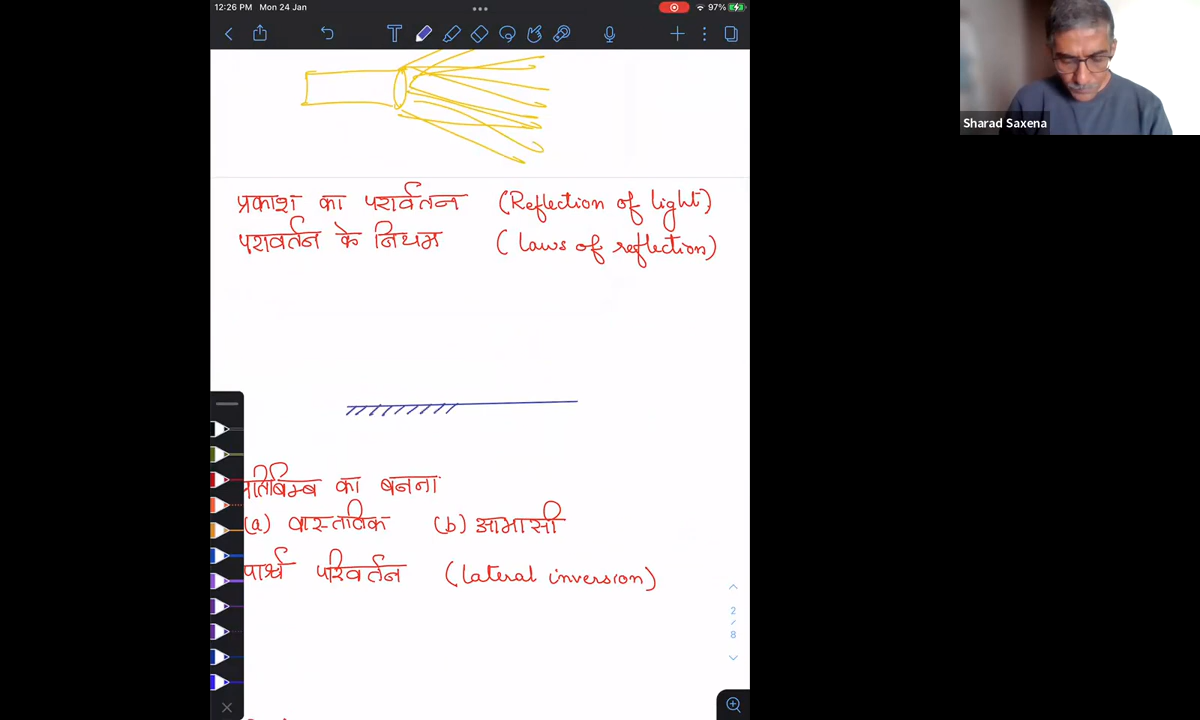 12:26 PM Mon 24 Jan
97%
T
Sharad Saxena
प्रकाश का परावर्तन (Reflection of light)
परावर्तन के नियम (laws of reflection)
प्रतिबिम्ब का बनना
(a) वास्तविक (b) आभासी
पार्श्व परिवर्तन (lateral inversion)
2
/
8